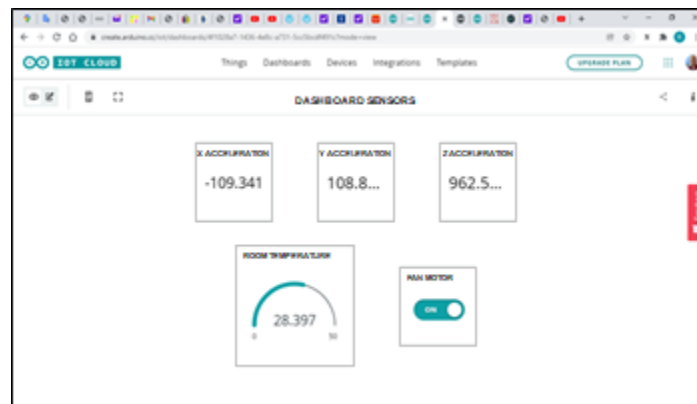 IOT CLOUD
Things Dashboards Devices Integrations Templates
UPGRADE PLAN
DASHBOARD SENSORS
X ACCELERATION
-109.341
Y ACCELERATION
108.8...
Z ACCELERATION
962.5...
ROOM TEMPERATURE
28.397
0
50
FAN MOTOR
ON